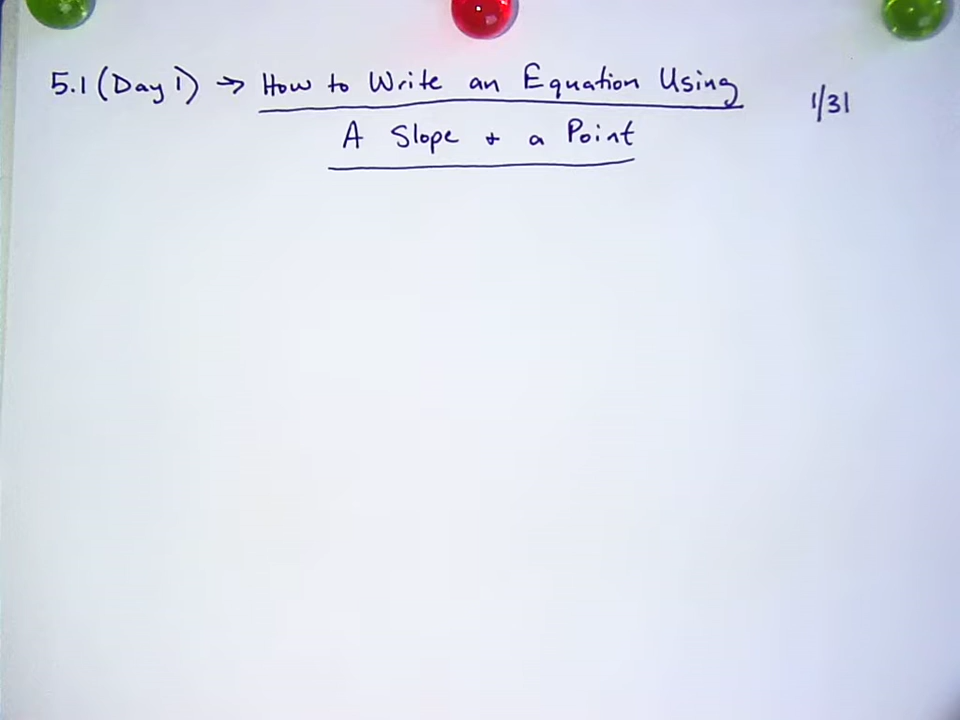 5.1 (Day 1) → How to Write an Equation Using 1/31
A Slope + a Point